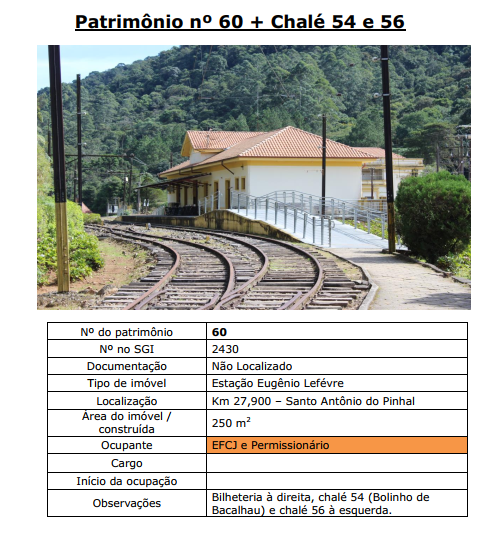 Patrimônio nº 60 + Chalé 54 e 56
Nº do patrimônio 60
Nº no SGI 2430
Documentação Não Localizado
Tipo de imóvel Estação Eugênio Lefévre
Localização Km 27,900 – Santo Antônio do Pinhal
Área do imóvel /
construída 250 m²
Ocupante EFCJ e Permissionário
Cargo
Início da ocupação
Observações Bilheteria à direita, chalé 54 (Bolinho de
Bacalhau) e chalé 56 à esquerda.